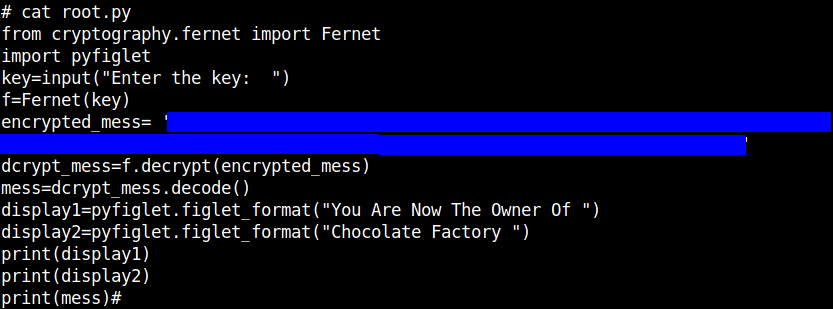 # cat root.py
from cryptography.fernet import Fernet
import pyfiglet
key=input("Enter the key:  ")
f=Fernet(key)
encrypted_mess= '
'
dcrypt_mess=f.decrypt(encrypted_mess)
mess=dcrypt_mess.decode()
display1=pyfiglet.figlet_format("You Are Now The Owner Of ")
display2=pyfiglet.figlet_format("Chocolate Factory ")
print(display1)
print(display2)
print(mess)#